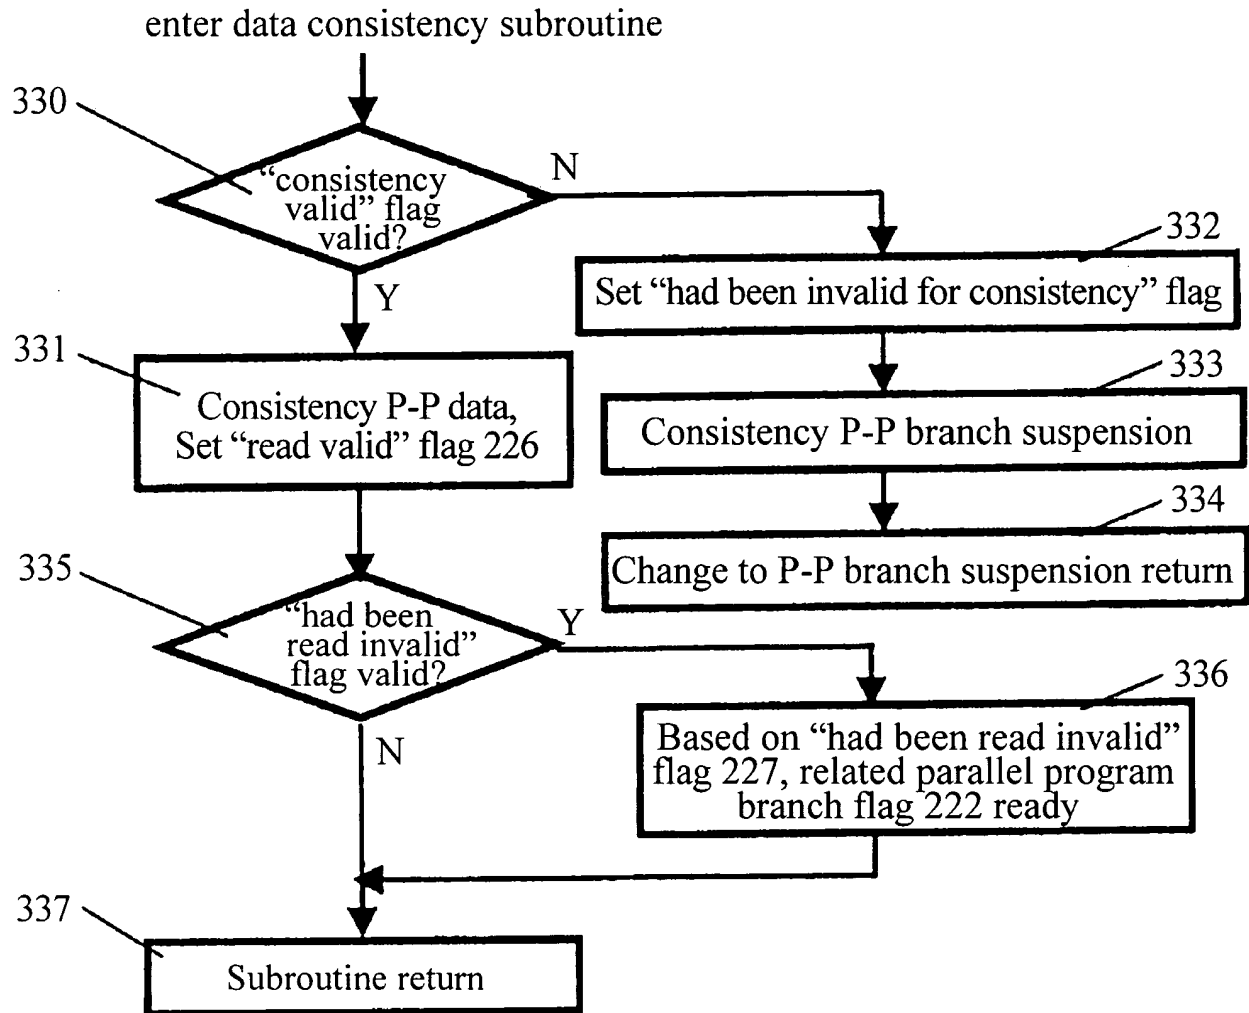 enter data consistency subroutine
330
“consistency
valid” flag
valid?
N
Y
332
Set “had been invalid for consistency” flag
331
Consistency P-P data,
Set “read valid” flag 226
333
Consistency P-P branch suspension
334
Change to P-P branch suspension return
335
“had been
read invalid”
flag valid?
Y
N
336
Based on “had been read invalid”
flag 227, related parallel program
branch flag 222 ready
337
Subroutine return